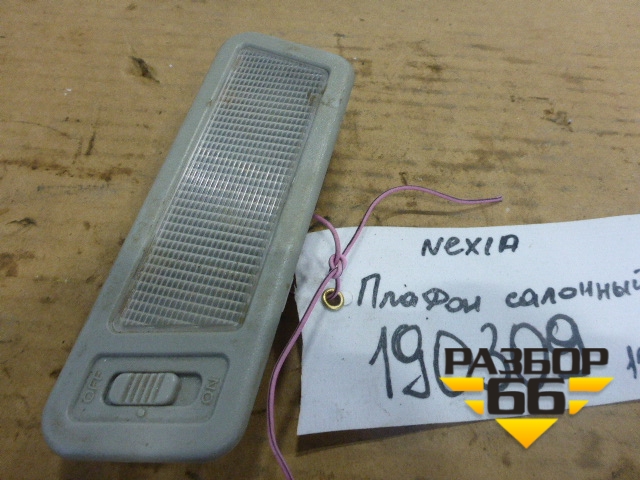 NEXIA
Плафон салонный
190309
РАЗБОР
66
OFF
ON